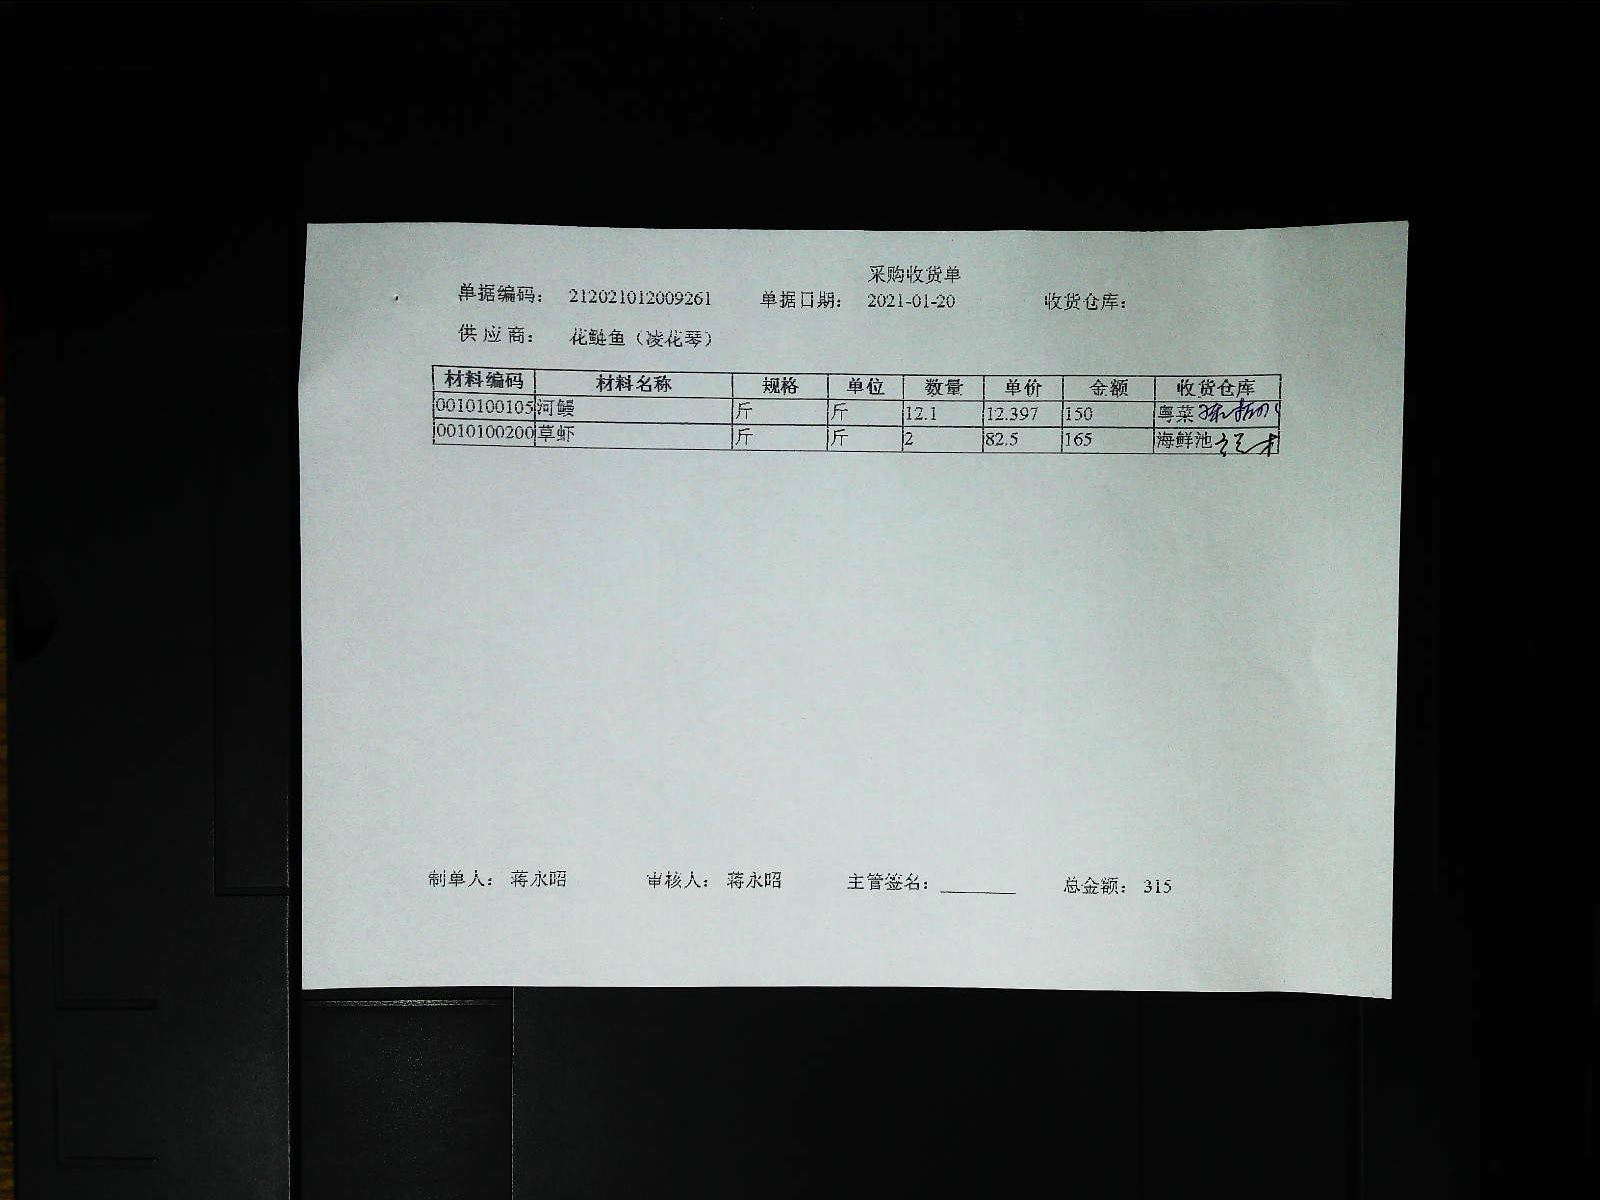 采购收货单
单据编码： 212021012009261 单据日期： 2021-01-20 收货仓库：
供应商： 花鲢鱼（凌花琴）
材料编码 材料名称 规格 单位 数量 单价 金额 收货仓库
0010100105 河鳗 斤 斤 12.1 12.397 150 粤菜
0010100200 草虾 斤 斤 2 82.5 165 海鲜池
制单人： 蒋永昭 审核人： 蒋永昭 主管签名： 总金额： 315